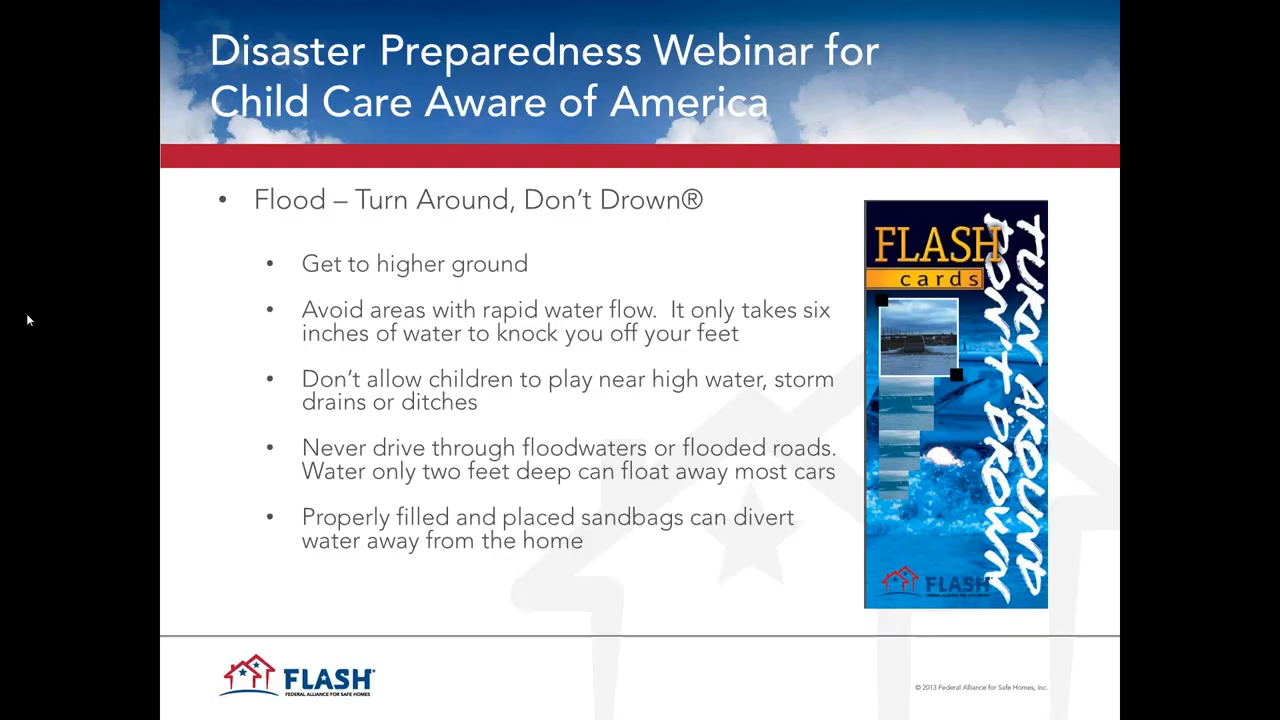 Disaster Preparedness Webinar for
Child Care Aware of America
• Flood – Turn Around, Don’t Drown®
• Get to higher ground
• Avoid areas with rapid water flow.  It only takes six
inches of water to knock you off your feet
• Don’t allow children to play near high water, storm
drains or ditches
• Never drive through floodwaters or flooded roads.
Water only two feet deep can float away most cars
• Properly filled and placed sandbags can divert
water away from the home
FLASH
cards
TURN AROUND
DON'T DROWN
FLASH
FLASH®
FEDERAL ALLIANCE FOR SAFE HOMES
© 2013 Federal Alliance for Safe Homes, Inc.